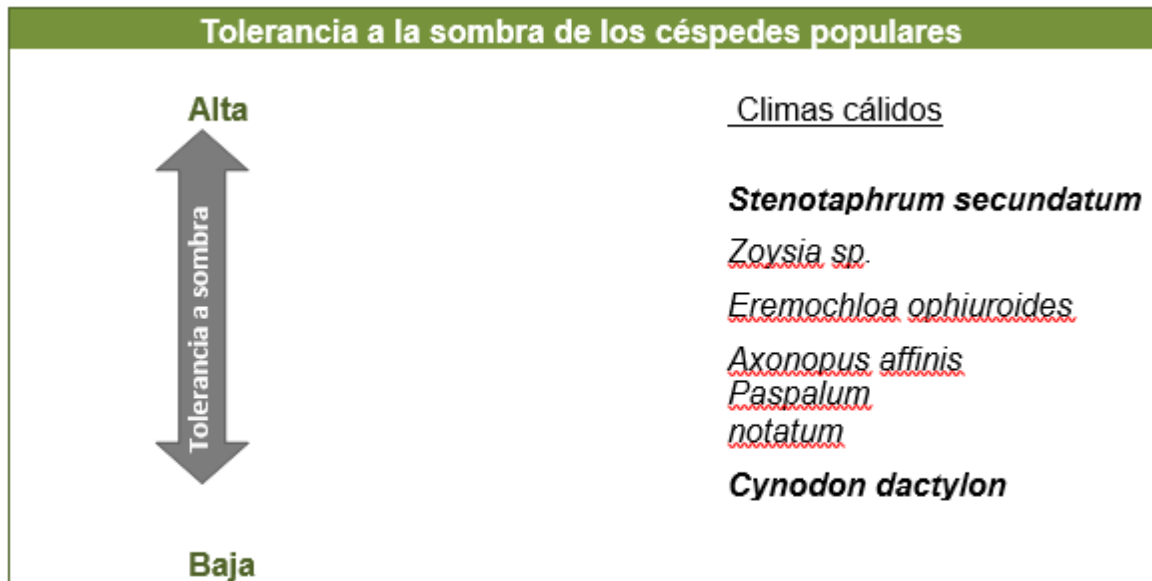 Tolerancia a la sombra de los céspedes populares
Alta
Climas cálidos
Tolerancia a sombra
Stenotaphrum secundatum
Zoysia sp.
Eremochloa ophiuroides
Axonopus affinis
Paspalum
notatum
Cynodon dactylon
Baja